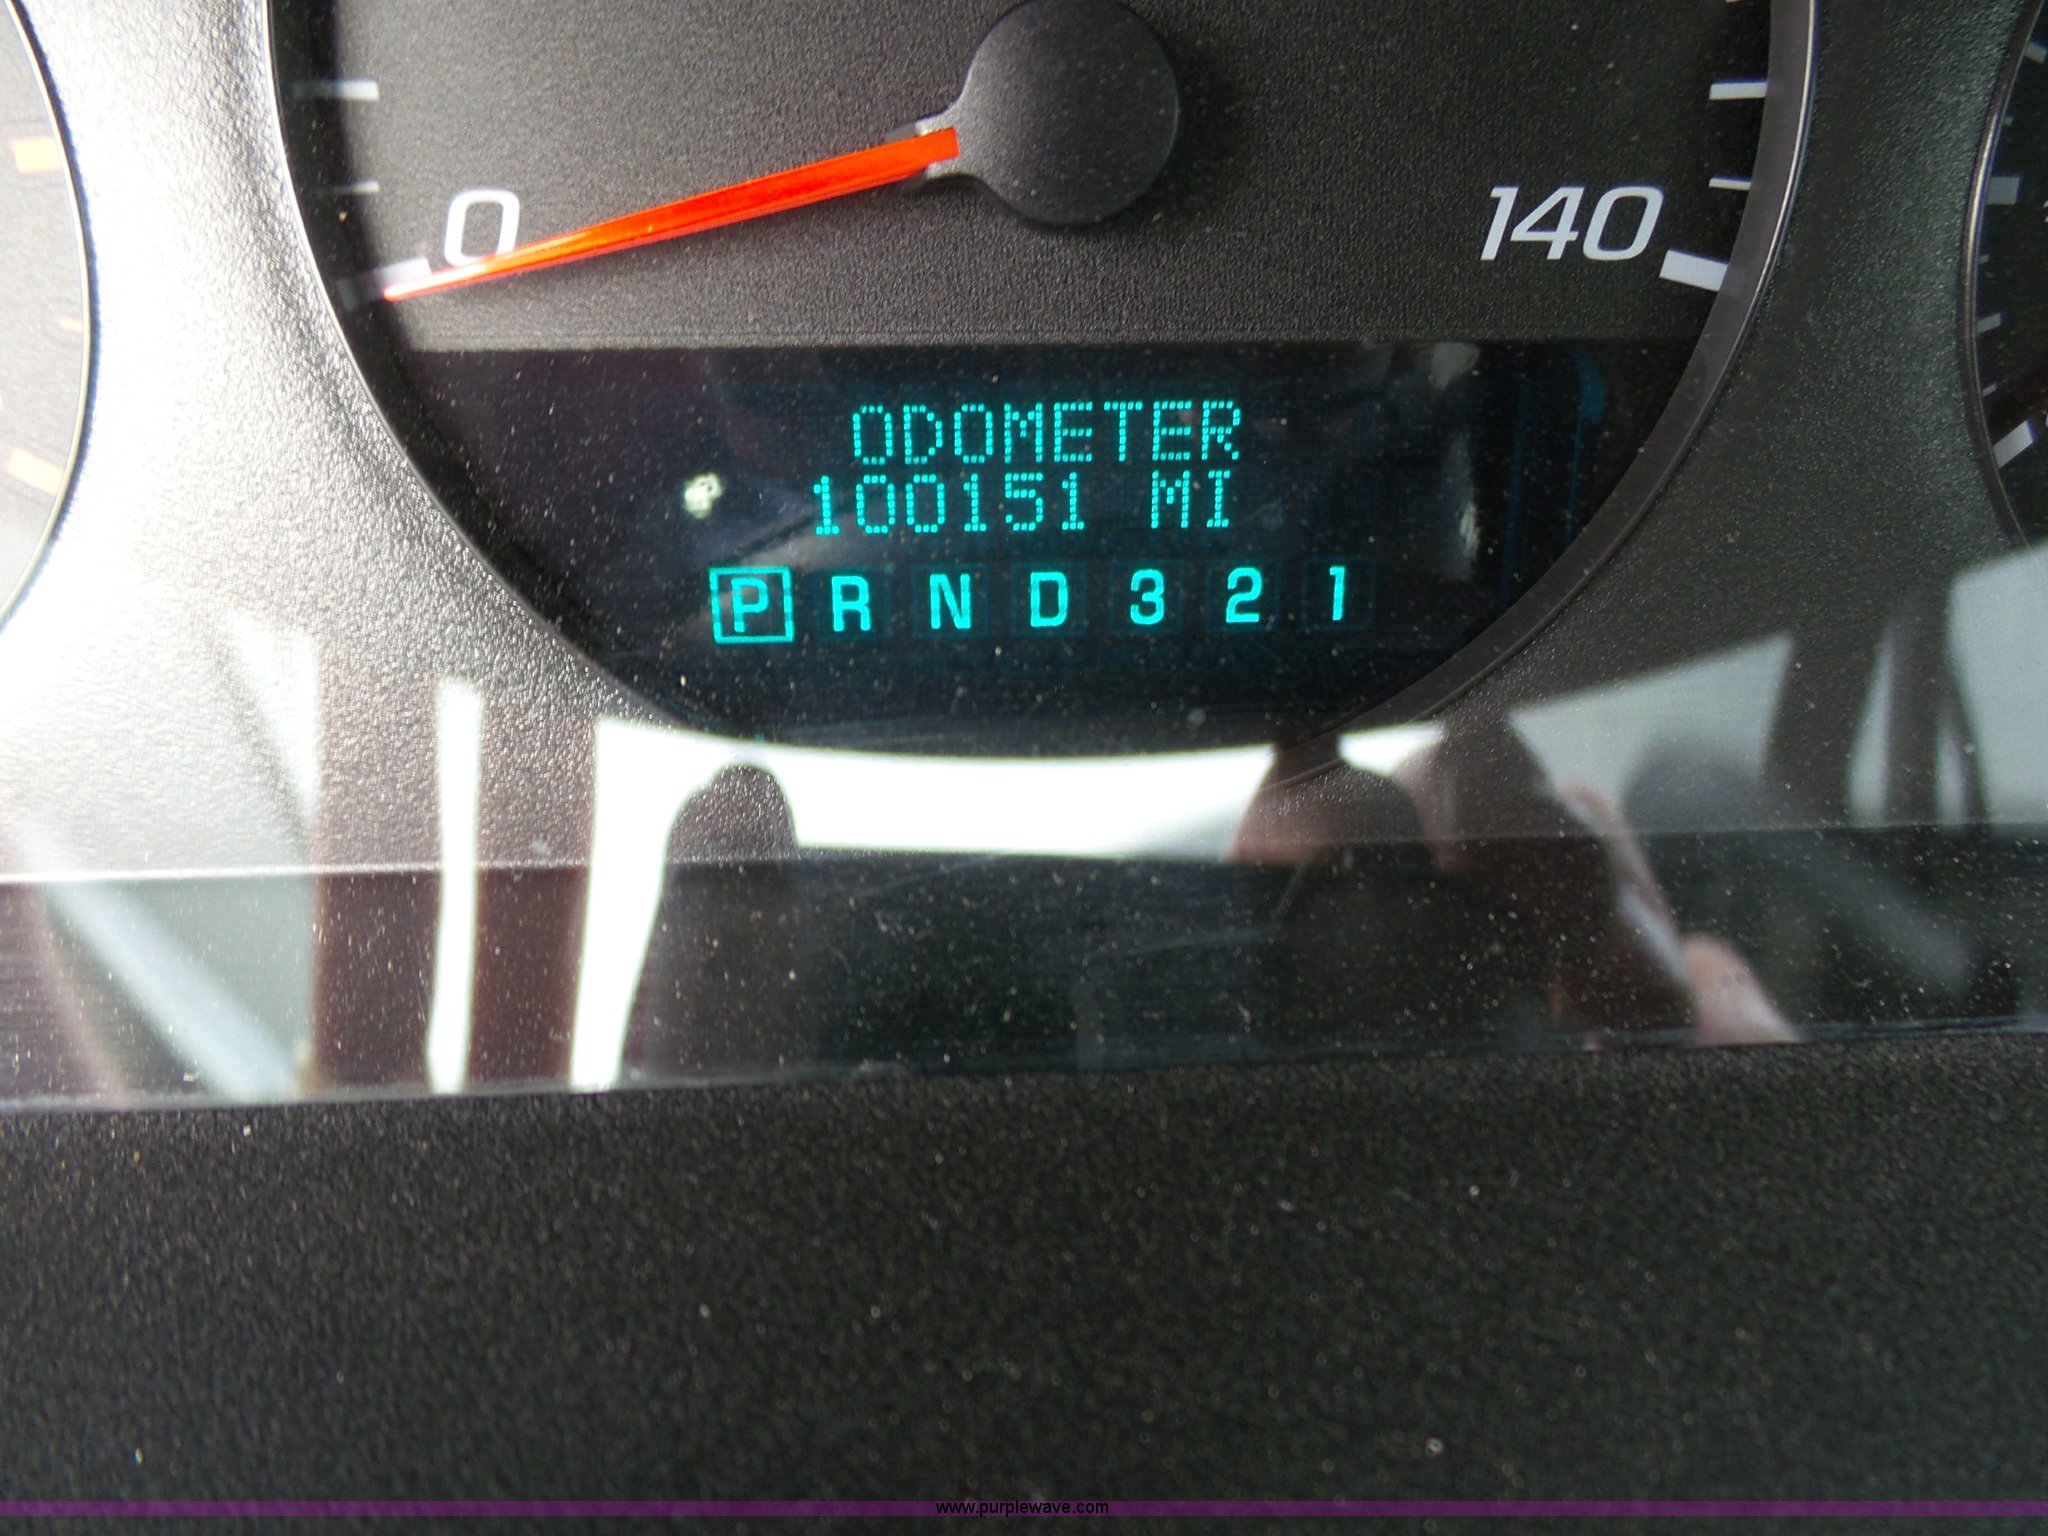 0
140
ODOMETER
100151 MI
P R N D 3 2 1
www.purplewave.com